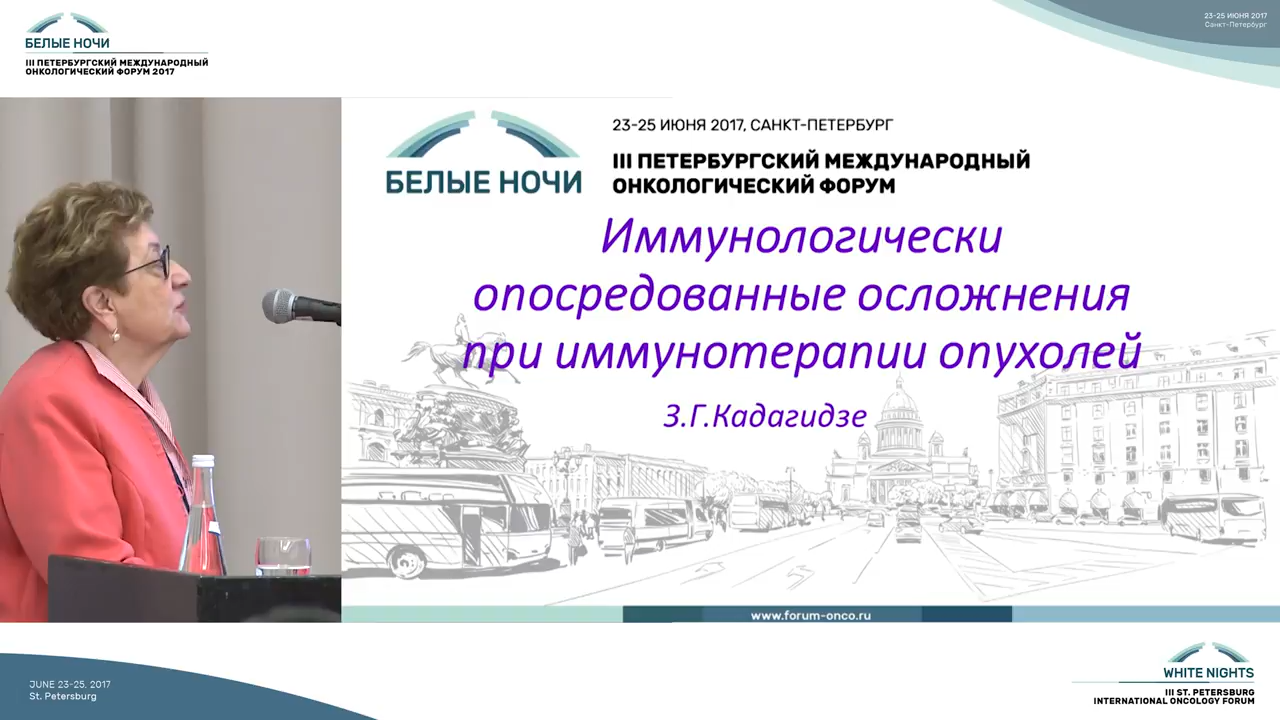 БЕЛЫЕ НОЧИ
III ПЕТЕРБУРГСКИЙ МЕЖДУНАРОДНЫЙ
ОНКОЛОГИЧЕСКИЙ ФОРУМ 2017
23-25 ИЮНЯ 2017
Санкт-Петербург
БЕЛЫЕ НОЧИ
23-25 ИЮНЯ 2017, САНКТ-ПЕТЕРБУРГ
III ПЕТЕРБУРГСКИЙ МЕЖДУНАРОДНЫЙ
ОНКОЛОГИЧЕСКИЙ ФОРУМ
Иммунологически
опосредованные осложнения
при иммунотерапии опухолей
З.Г.Кадагидзе
www.forum-onco.ru
JUNE 23-25, 2017
St. Petersburg
WHITE NIGHTS
III ST. PETERSBURG
INTERNATIONAL ONCOLOGY FORUM